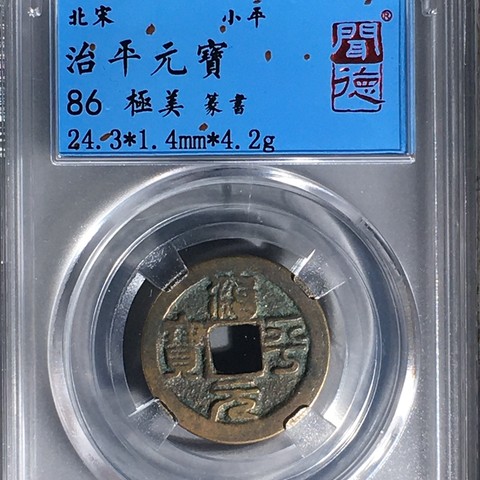 北宋 小平
治平元寶
86 極美 篆書
24.3*1.4mm*4.2g
聞德
®
治平元寶